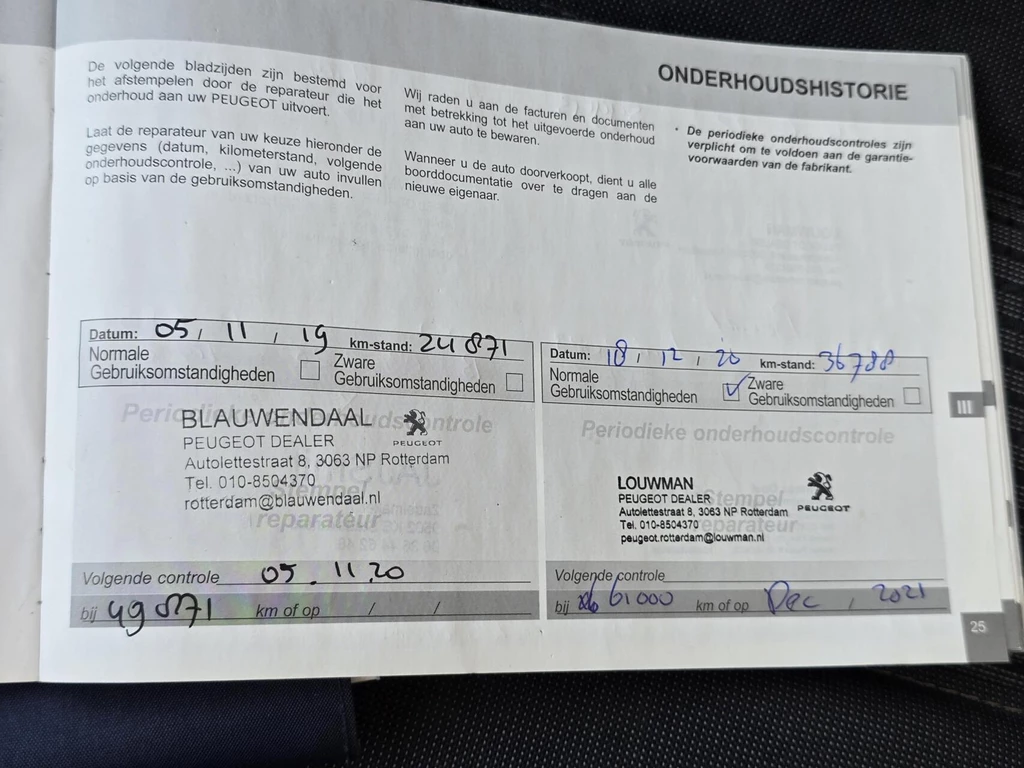 ONDERHOUDSHISTORIE
De volgende bladzijden zijn bestemd voor
het afstempelen door de reparateur die het
onderhoud aan uw PEUGEOT uitvoert.
Laat de reparateur van uw keuze hieronder de
gegevens (datum, kilometerstand, volgende
onderhoudscontrole, ...) van uw auto invullen
op basis van de gebruiksomstandigheden.
Wij raden u aan de facturen en documenten
met betrekking tot het uitgevoerde onderhoud
aan uw auto te bewaren.
Wanneer u de auto doorverkoopt, dient u alle
boorddocumentatie over te dragen aan de
nieuwe eigenaar.
• De periodieke onderhoudscontroles zijn
verplicht om te voldoen aan de garantie-
voorwaarden van de fabrikant.
Datum: 05 / 11 / 19 km-stand: 24871
Normale
Gebruiksomstandigheden
Zware
Gebruiksomstandigheden
Periodieke onderhoudscontrole
BLAUWENDAAL
PEUGEOT DEALER
PEUGEOT
Autolettestraat 8, 3063 NP Rotterdam
Tel. 010-8504370
rotterdam@blauwendaal.nl
Stempel
reparateur
Volgende controle 05.11.20
bij 49871 km of op / /
Datum: 18 / 12 / 20 km-stand: 36788
Normale
Gebruiksomstandigheden
Zware
Gebruiksomstandigheden
Periodieke onderhoudscontrole
LOUWMAN
PEUGEOT DEALER
Autolettestraat 8, 3063 NP Rotterdam
Tel. 010-8504370
peugeot.rotterdam@louwman.nl
PEUGEOT
Stempel
reparateur
Volgende controle
bij 61000 km of op Dec / 2021
III
25